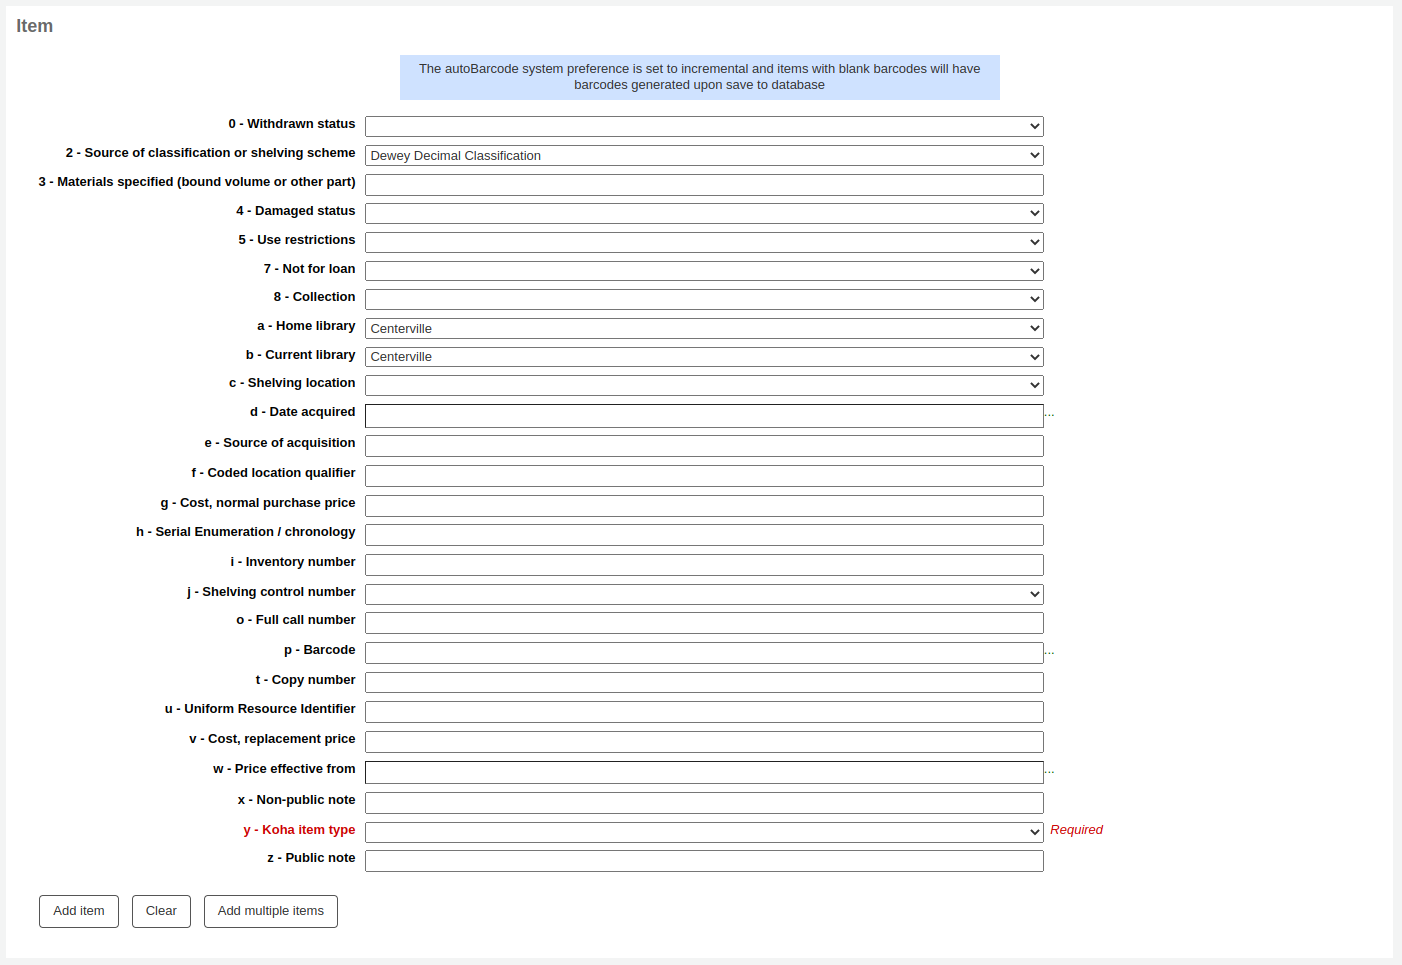 Item
The autoBarcode system preference is set to incremental and items with blank barcodes will have
barcodes generated upon save to database
0 - Withdrawn status
2 - Source of classification or shelving scheme Dewey Decimal Classification
3 - Materials specified (bound volume or other part)
4 - Damaged status
5 - Use restrictions
7 - Not for loan
8 - Collection
a - Home library Centerville
b - Current library Centerville
c - Shelving location
d - Date acquired ...
e - Source of acquisition
f - Coded location qualifier
g - Cost, normal purchase price
h - Serial Enumeration / chronology
i - Inventory number
j - Shelving control number
o - Full call number
p - Barcode ...
t - Copy number
u - Uniform Resource Identifier
v - Cost, replacement price
w - Price effective from ...
x - Non-public note
y - Koha item type Required
z - Public note
Add item Clear Add multiple items